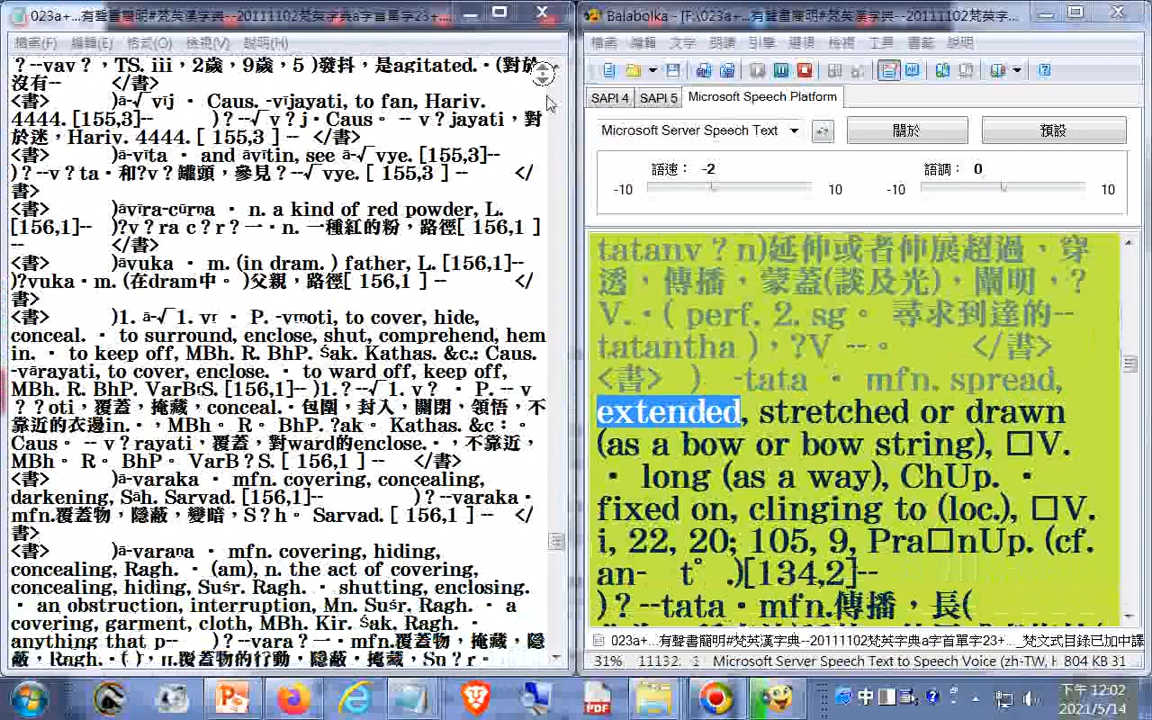 023a+...有聲書簡明#梵英漢字典--20111102梵英字典a字首單字23+...
檔案(F) 編輯(E) 格式(O) 檢視(V) 說明(H)
?--vav?，TS. iii，2歲，9歲，5 )發抖，是agitated.‧(對於
沒有-- </書>
<書> )ā-√ vīj ‧ Caus. -vījayati, to fan, Hariv.
4444. [155,3]-- )?--√v?j‧Caus。-- v?jayati，對
於迷，Hariv. 4444. [ 155,3 ] -- </書>
<書> )ā-vīta ‧ and āvītin, see ā-√vye. [155,3]--
)?--v?ta‧和?v?罐頭，參見?--√vye. [ 155,3 ] -- </
書>
<書> )āvīra-cūrṇa ‧ n. a kind of red powder, L.
[156,1]-- )?v?ra c?r?一‧n. 一種紅的粉，路徑[ 156,1 ]
-- </書>
<書> )āvuka ‧ m. (in dram. ) father, L. [156,1]--
)?vuka‧m. (在dram中。)父親，路徑[ 156,1 ] -- </
書>
<書> )1. ā-√1. vṛ ‧ P. -vṛṇoti, to cover, hide,
conceal. ‧ to surround, enclose, shut, comprehend, hem
in. ‧ to keep off, MBh. R. BhP. Śak. Kathas. &c.: Caus.
-vārayati, to cover, enclose. ‧ to ward off, keep off,
MBh. R. BhP. VarBṛS. [156,1]-- )1.?--√1. v? ‧ P. -- v
??oti，覆蓋，掩藏，conceal.‧包圍，封入，關閉，領悟，不
靠近的衣邊in.‧，MBh。R。BhP。?ak。Kathas. &c：。
Caus。-- v?rayati，覆蓋，對ward的enclose.‧，不靠近，
MBh。R。BhP。VarB?S. [ 156,1 ] -- </書>
<書> )ā-varaka ‧ mfn. covering, concealing,
darkening, Sāh. Sarvad. [156,1]-- )?--varaka‧
mfn.覆蓋物，隱蔽，變暗，S?h。Sarvad. [ 156,1 ] -- </
書>
<書> )ā-varaṇa ‧ mfn. covering, hiding,
concealing, Ragh. ‧ (am), n. the act of covering,
concealing, hiding, Suśr. Ragh. ‧ shutting, enclosing.
‧ an obstruction, interruption, Mn. Suśr. Ragh. ‧ a
covering, garment, cloth, MBh. Kir. Śak. Ragh. ‧
anything that p-- )?--vara?一‧mfn.覆蓋物，掩藏，隱
蔽，Ragh。‧( )，n.覆蓋物的行動，隱蔽，掩藏，Su?r。
Balabolka - [F:\023a+...有聲書簡明#梵英漢字典--20111102梵英字...
檔案 編輯 文字 朗讀 引擎 選項 檢視 工具 書籤 說明
SAPI 4 SAPI 5 Microsoft Speech Platform
Microsoft Server Speech Text 關於 預設
語速： -2 語調： 0
-10 10 -10 10
tatanv ? n)延伸或者伸展超過，穿
透，傳播，蒙蓋(談及光)，闡明，?
V.‧( perf. 2. sg。尋求到達的--
tatantha )，?V --。 </書>
<書> ) -tata ‧ mfn. spread,
extended, stretched or drawn
(as a bow or bow string), □V.
‧ long (as a way), ChUp. ‧
fixed on, clinging to (loc.), □V.
i, 22, 20; 105, 9, Pra□nUp. (cf.
an- t°.)[134,2]--
)?--tata‧mfn.傳播，長(
023a+...有聲書簡明#梵英漢字典--20111102梵英字典a字首單字23+...梵文式目錄已加中譯
31% 11132: 1 Microsoft Server Speech Text to Speech Voice (zh-TW, H 804 KB 31
中
下午 12:02
2021/5/14